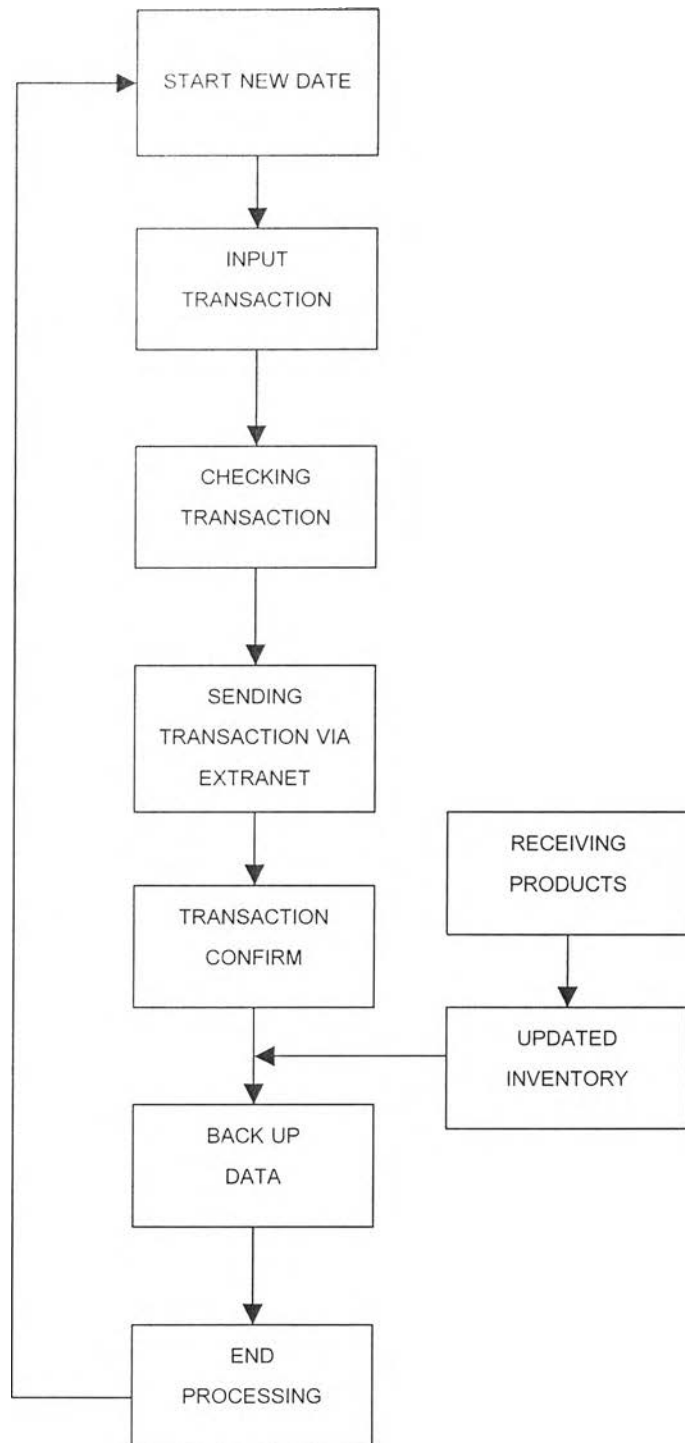 START NEW DATE
INPUT
TRANSACTION
CHECKING
TRANSACTION
SENDING
TRANSACTION VIA
EXTRANET
TRANSACTION
CONFIRM
RECEIVING
PRODUCTS
UPDATED
INVENTORY
BACK UP
DATA
END
PROCESSING